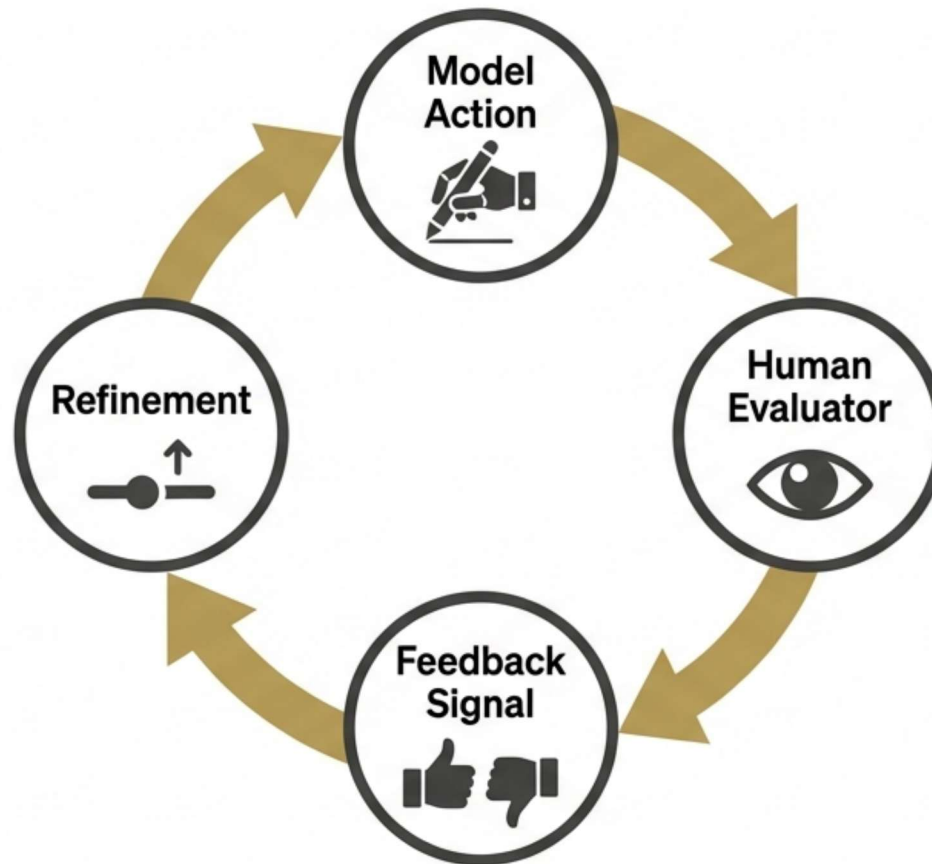 Model
Action
Human
Evaluator
Feedback
Signal
Refinement